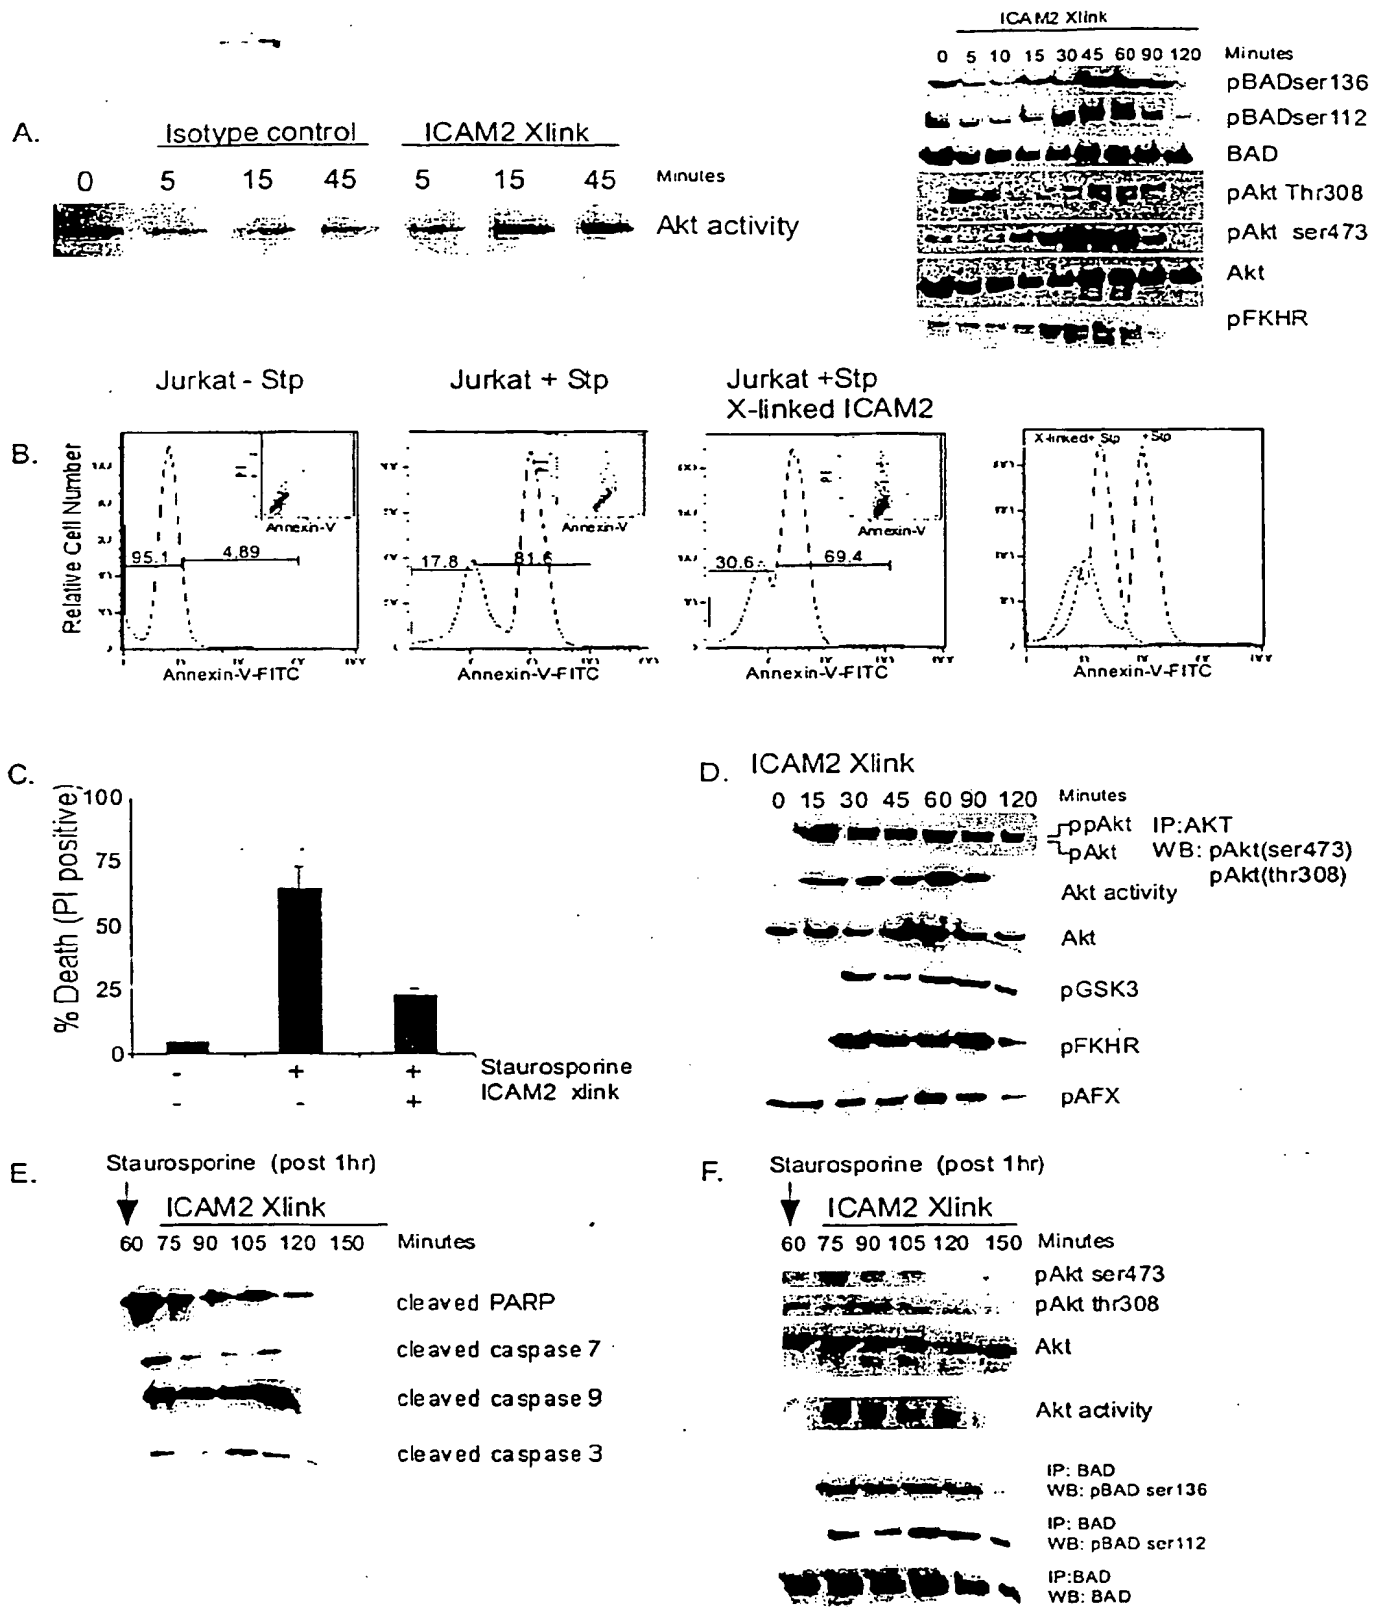 ICAM2 Xlink
0 5 10 15 30 45 60 90 120 Minutes
pBADser136
pBADser112
BAD
pAkt Thr308
pAkt ser473
Akt
pFKHR
A.
Isotype control ICAM2 Xlink
0 5 15 45 5 15 45 Minutes
Akt activity
B.
Jurkat - Stp
Jurkat + Stp
Jurkat +Stp
X-linked ICAM2
Relative Cell Number
95.1 4.89
PI
Annexin-V
Annexin-V-FITC
17.8 81.6
PI
Annexin-V
Annexin-V-FITC
30.6 69.4
PI
Annexin-V
Annexin-V-FITC
X-linked+ Stp +Stp
Annexin-V-FITC
C.
% Death (PI positive)
100
75
50
25
0
- + + Staurosporine
- - + ICAM2 xlink
D.
ICAM2 Xlink
0 15 30 45 60 90 120 Minutes
ppAkt IP:AKT
pAkt WB: pAkt(ser473)
pAkt(thr308)
Akt activity
Akt
pGSK3
pFKHR
pAFX
E.
Staurosporine (post 1hr)
ICAM2 Xlink
60 75 90 105 120 150 Minutes
cleaved PARP
cleaved caspase 7
cleaved caspase 9
cleaved caspase 3
F.
Staurosporine (post 1hr)
ICAM2 Xlink
60 75 90 105 120 150 Minutes
pAkt ser473
pAkt thr308
Akt
Akt activity
IP: BAD
WB: pBAD ser136
IP: BAD
WB: pBAD ser112
IP:BAD
WB: BAD